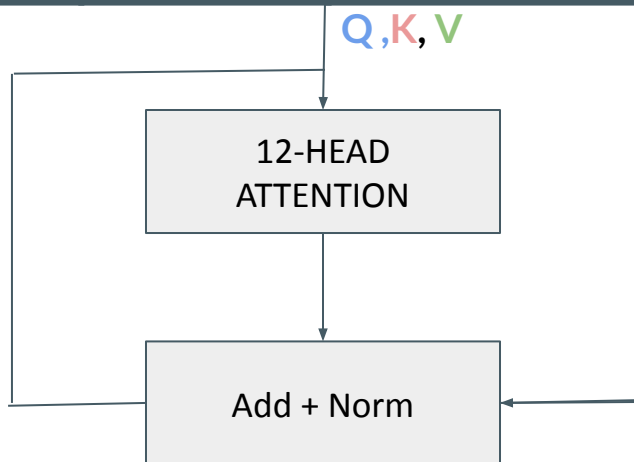 Q ,K, V
12-HEAD
ATTENTION
Add + Norm